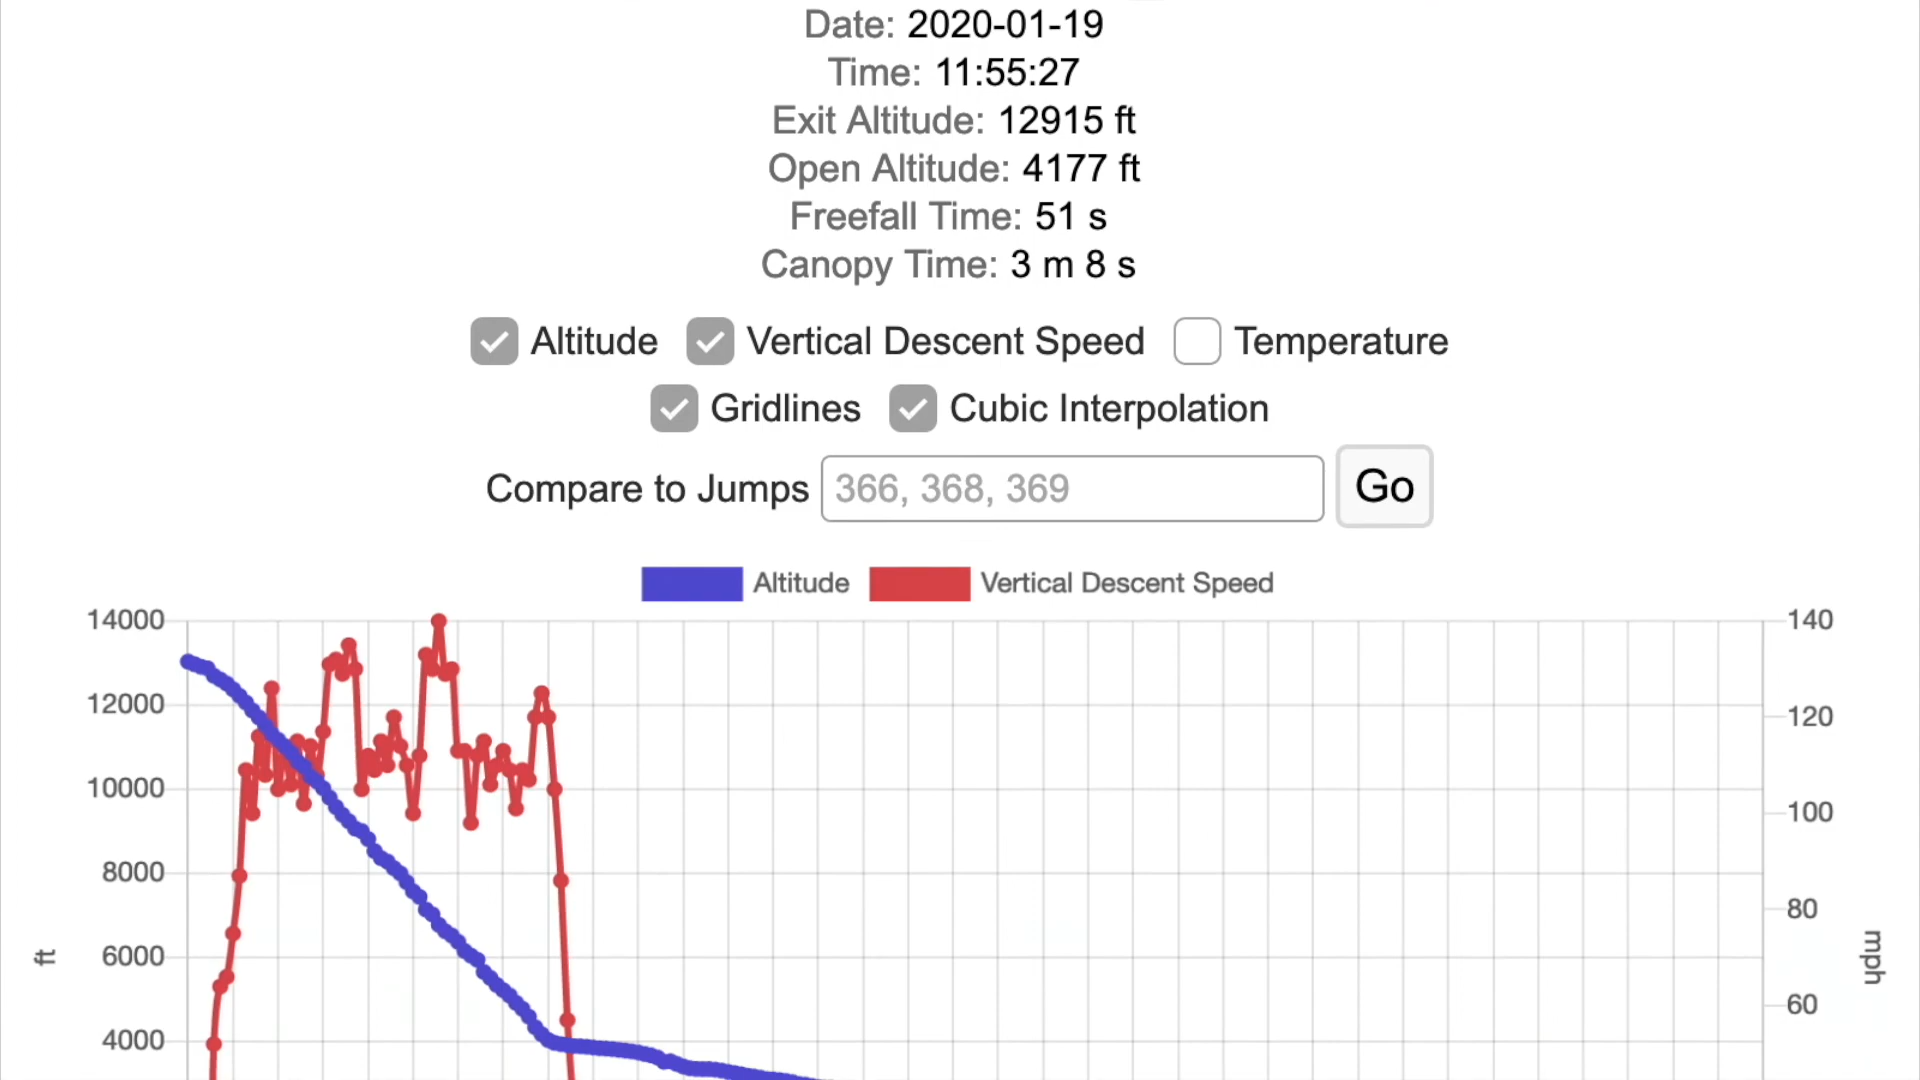 Date: 2020-01-19
Time: 11:55:27
Exit Altitude: 12915 ft
Open Altitude: 4177 ft
Freefall Time: 51 s
Canopy Time: 3 m 8 s
Altitude Vertical Descent Speed Temperature
Gridlines Cubic Interpolation
Compare to Jumps 366, 368, 369 Go
Altitude Vertical Descent Speed
14000 140
12000 120
10000 100
8000 80
ft 6000 mph
60
4000